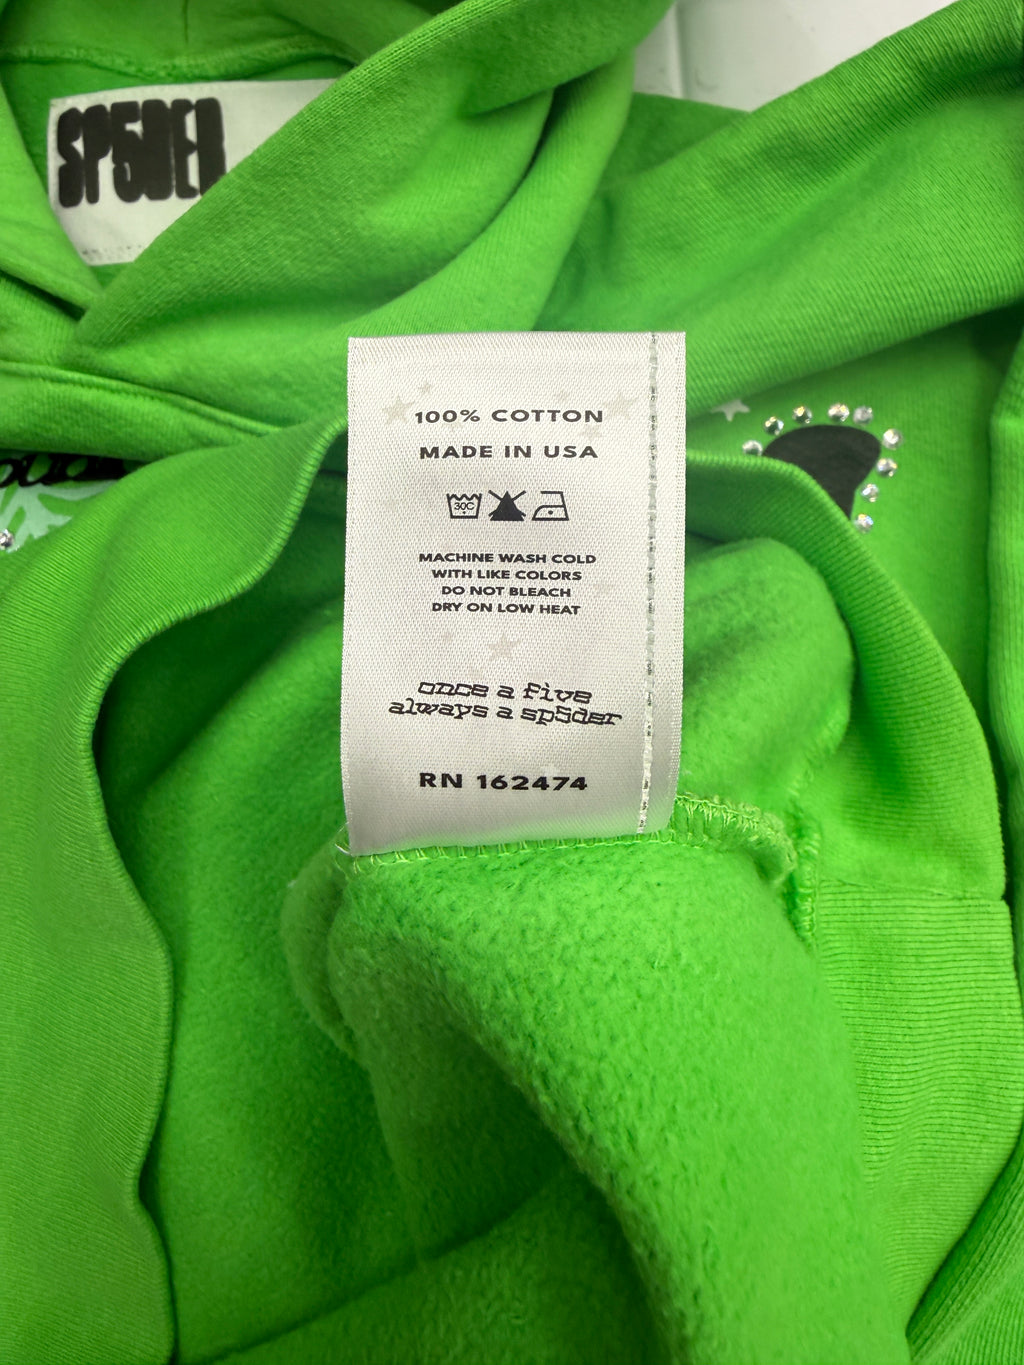 SP5DER
100% COTTON
MADE IN USA
30C
MACHINE WASH COLD
WITH LIKE COLORS
DO NOT BLEACH
DRY ON LOW HEAT
once a five
always a sp5der
RN 162474